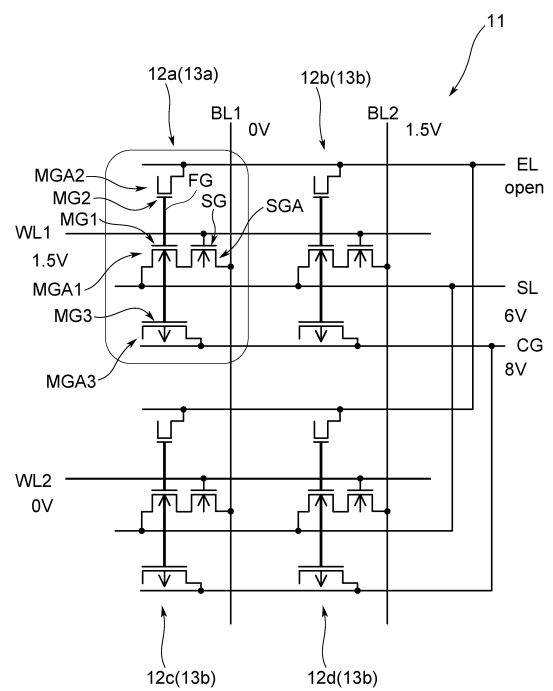 11
12a(13a)
12b(13b)
BL1
0V
BL2
1.5V
EL
open
MGA2
FG
MG2
SG
SGA
MG1
WL1
1.5V
MGA1
SL
6V
MG3
CG
8V
MGA3
WL2
0V
12c(13b)
12d(13b)